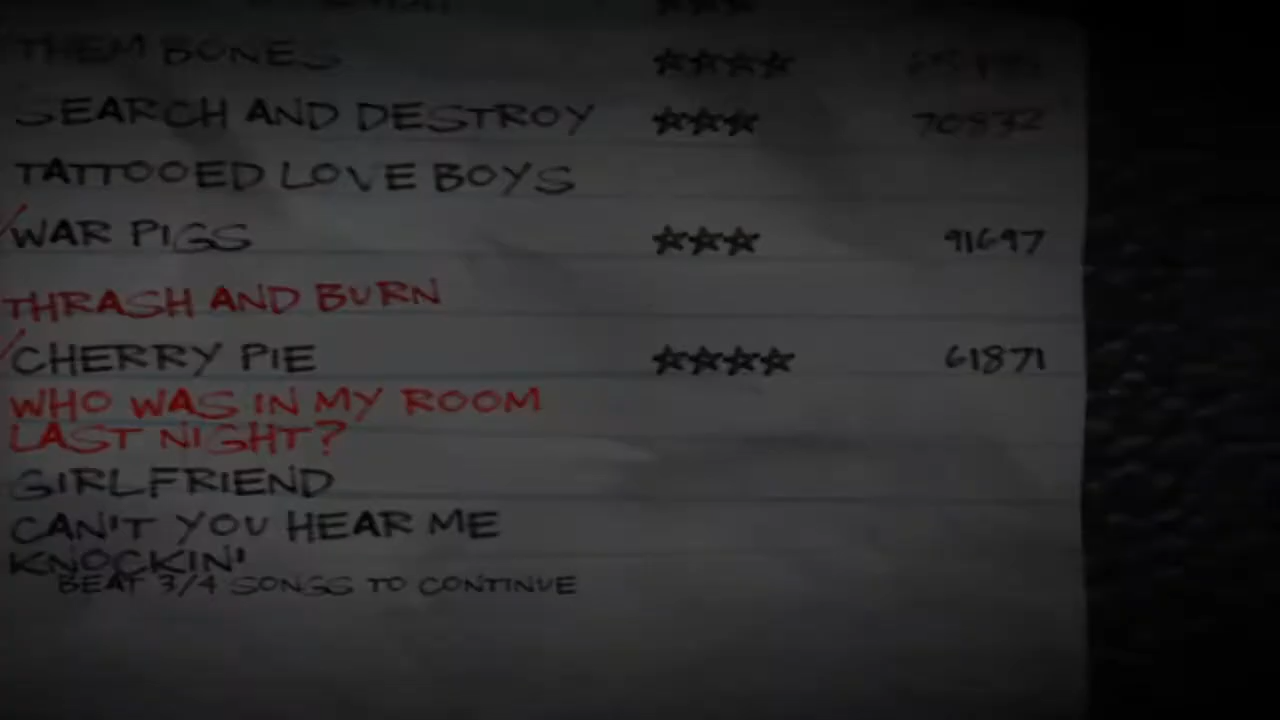 THEM BONES
SEARCH AND DESTROY 70832
TATTOOED LOVE BOYS
WAR PIGS 91697
THRASH AND BURN
CHERRY PIE 61871
WHO WAS IN MY ROOM
LAST NIGHT?
GIRLFRIEND
CAN'T YOU HEAR ME
KNOCKIN'
BEAT 3/4 SONGS TO CONTINUE